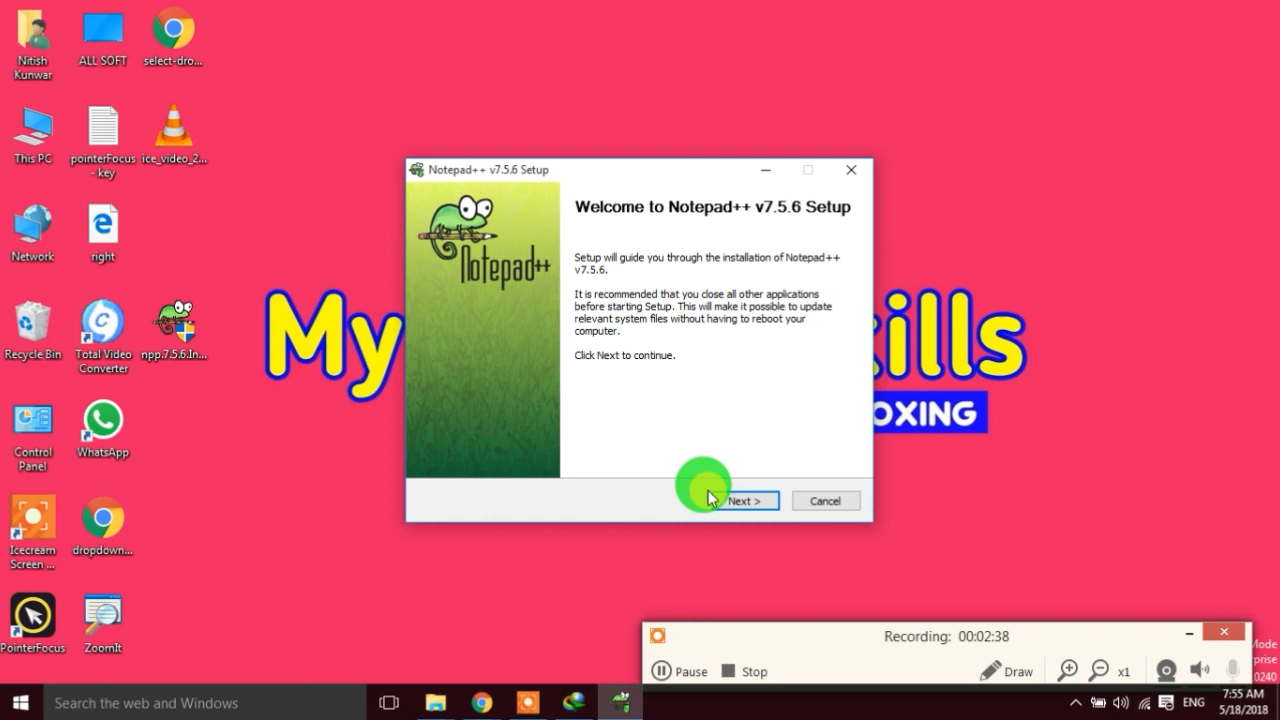 Nitish
Kunwar
ALL SOFT
select-dro...
This PC
pointerFocus
- key
ice_video_2...
Network
right
Recycle Bin
Total Video
Converter
npp.7.5.6.In...
Control
Panel
WhatsApp
Icecream
Screen ...
dropdown...
PointerFocus
ZoomIt
My
kills
OXING
Notepad++ v7.5.6 Setup
Notepad++
Welcome to Notepad++ v7.5.6 Setup
Setup will guide you through the installation of Notepad++
v7.5.6.
It is recommended that you close all other applications
before starting Setup. This will make it possible to update
relevant system files without having to reboot your
computer.
Click Next to continue.
Next >
Cancel
Recording: 00:02:38
Pause
Stop
Draw
x1
Mode
prise
0240
Search the web and Windows
ENG
7:55 AM
5/18/2018